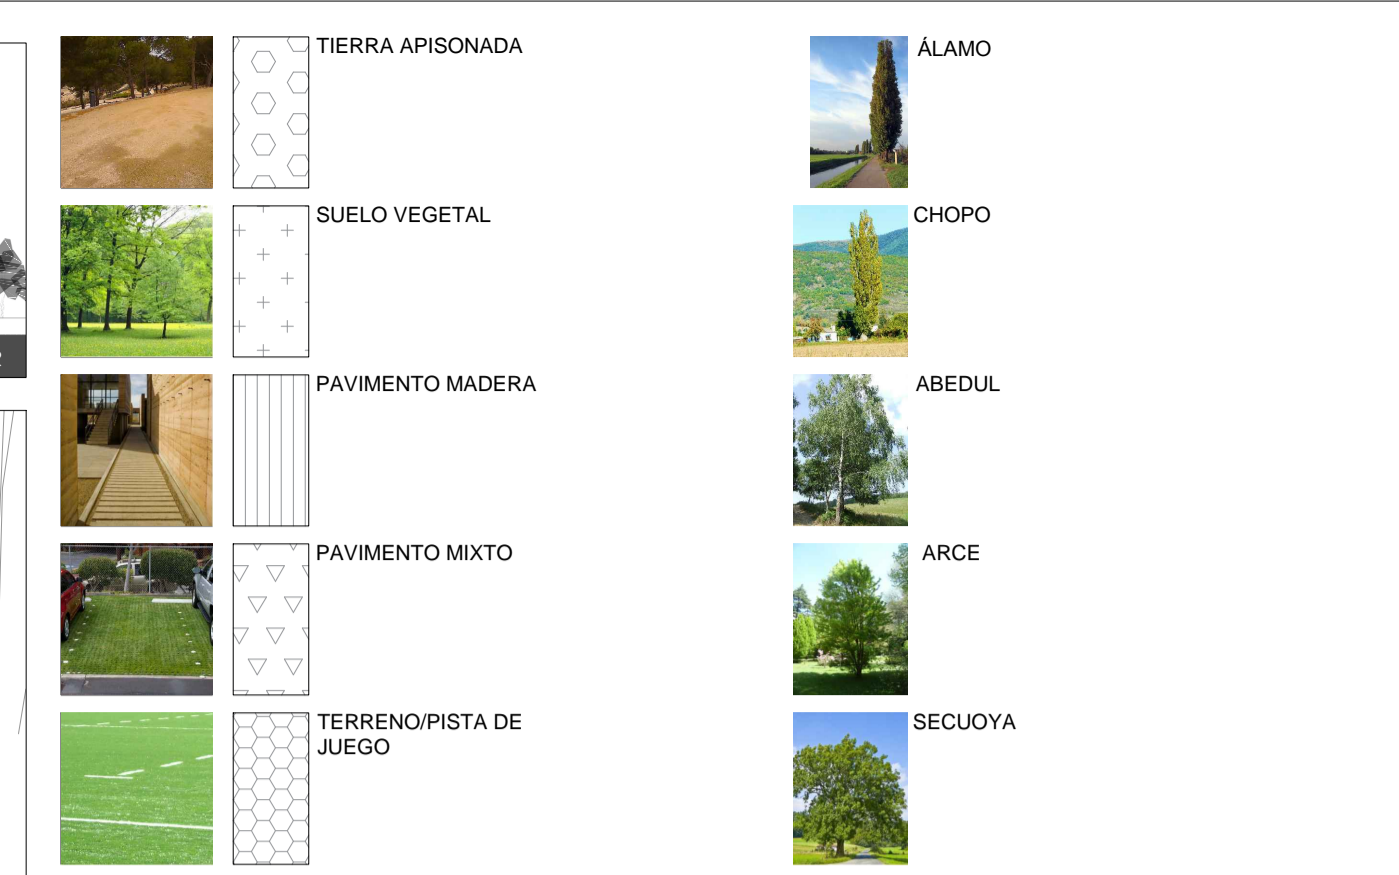 TIERRA APISONADA
SUELO VEGETAL
PAVIMENTO MADERA
PAVIMENTO MIXTO
TERRENO/PISTA DE
JUEGO
ÁLAMO
CHOPO
ABEDUL
ARCE
SECUOYA